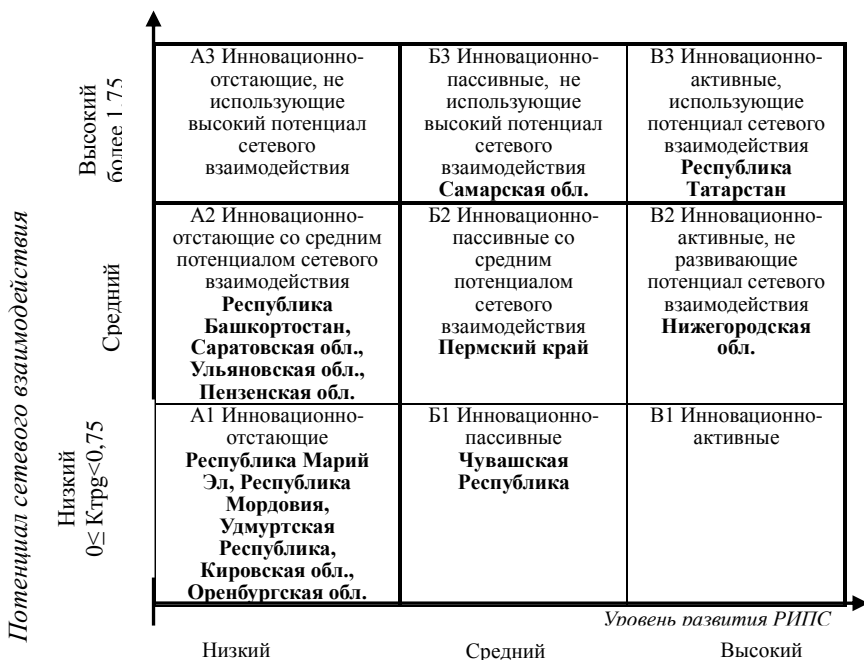 Потенциал сетевого взаимодействия
Высокий
более 1,75
А3 Инновационно-
отстающие, не
использующие
высокий потенциал
сетевого
взаимодействия
Б3 Инновационно-
пассивные, не
использующие
высокий потенциал
сетевого
взаимодействия
Самарская обл.
В3 Инновационно-
активные,
использующие
потенциал сетевого
взаимодействия
Республика
Татарстан
Средний
А2 Инновационно-
отстающие со средним
потенциалом сетевого
взаимодействия
Республика
Башкортостан,
Саратовская обл.,
Ульяновская обл.,
Пензенская обл.
Б2 Инновационно-
пассивные со
средним
потенциалом
сетевого
взаимодействия
Пермский край
В2 Инновационно-
активные, не
развивающие
потенциал сетевого
взаимодействия
Нижегородская
обл.
Низкий
0≤ Kтрg<0,75
А1 Инновационно-
отстающие
Республика Марий
Эл, Республика
Мордовия,
Удмуртская
Республика,
Кировская обл.,
Оренбургская обл.
Б1 Инновационно-
пассивные
Чувашская
Республика
В1 Инновационно-
активные
Уровень развития РИПС
Низкий
Средний
Высокий